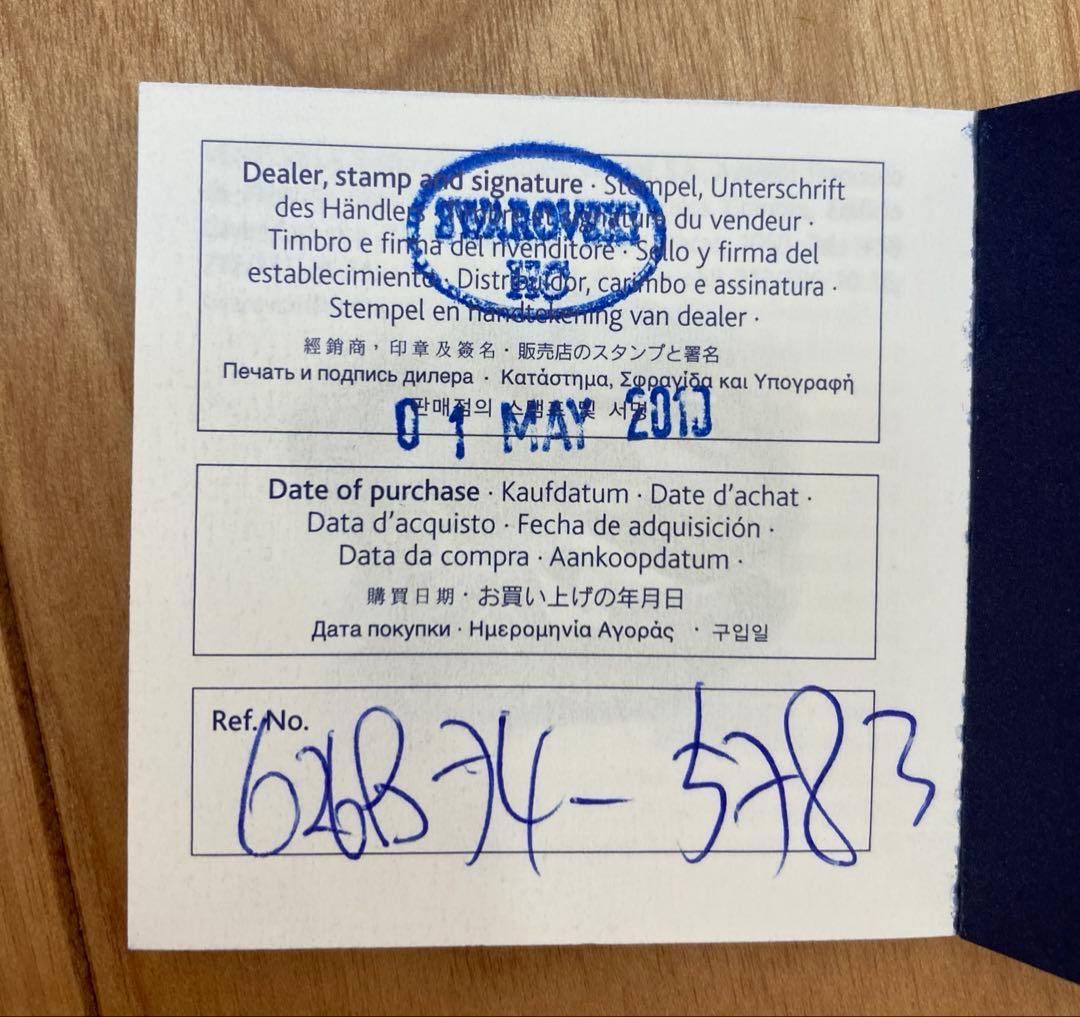 Dealer, stamp and signature · Stempel, Unterschrift
des Händlers · et signature du vendeur ·
Timbro e firma del rivenditore · Sello y firma del
establecimiento · Distribuidor, carimbo e assinatura ·
Stempel en handtekening van dealer ·
經銷商，印章及簽名 · 販売店のスタンプと署名
Печать и подпись дилера · Κατάστημα, Σφραγίδα και Υπογραφή
판매점의 스탬프 및 서명
SWAROVSKI
01 MAY 2010
Date of purchase · Kaufdatum · Date d'achat ·
Data d'acquisto · Fecha de adquisición ·
Data da compra · Aankoopdatum ·
購買日期 · お買い上げの年月日
Дата покупки · Ημερομηνία Αγοράς · 구입일
Ref. No.
5783